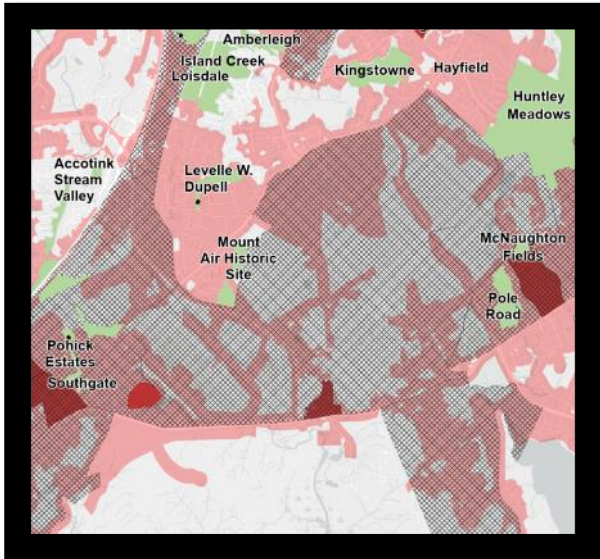 Amberleigh
Island Creek
Loisdale
Kingstowne
Hayfield
Huntley
Meadows
Accotink
Stream
Valley
Levelle W.
Dupell
Mount
Air Historic
Site
McNaughton
Fields
Pole
Road
Pohick
Estates
Southgate